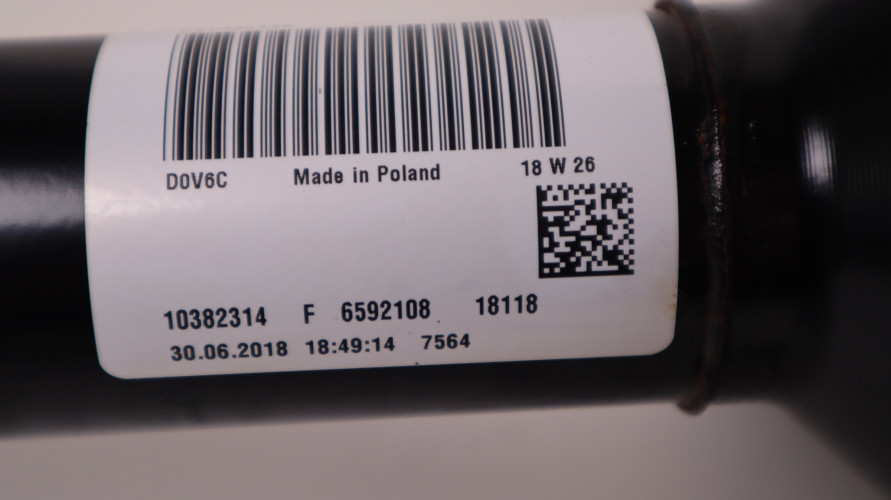 D0V6C Made in Poland 18 W 26
10382314 F 6592108 18118
30.06.2018 18:49:14 7564